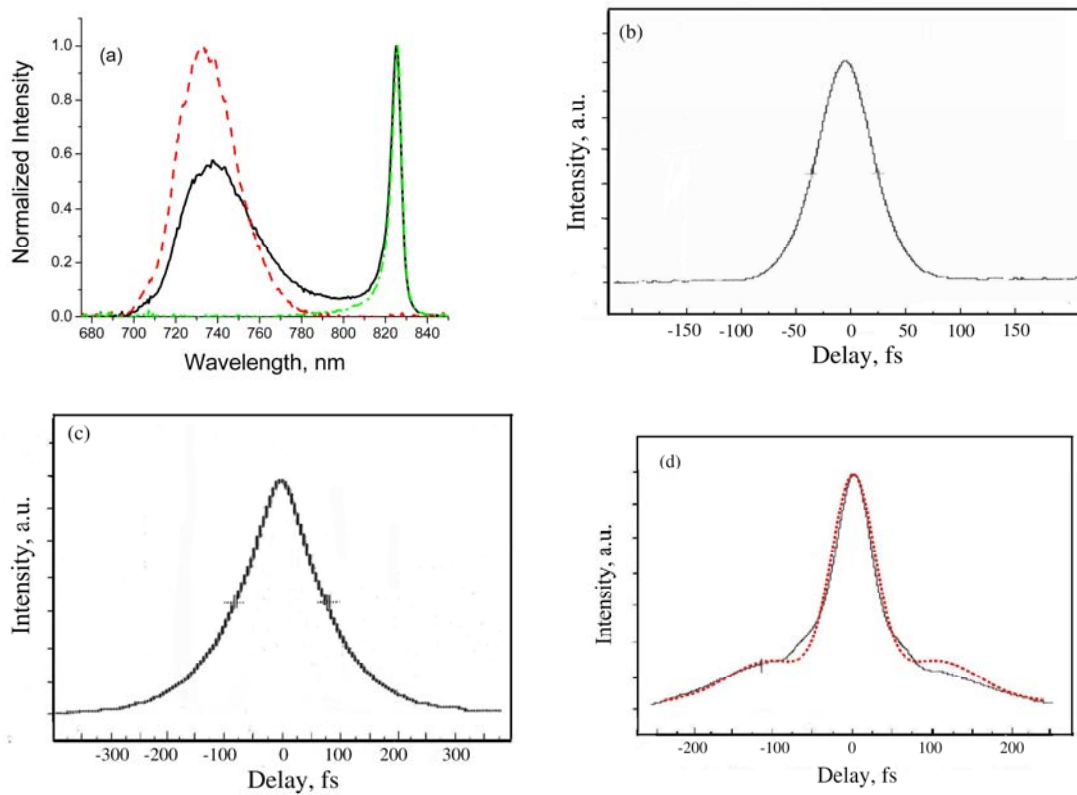 (a)
Normalized Intensity
1.0
0.8
0.6
0.4
0.2
0.0
680 700 720 740 760 780 800 820 840
Wavelength, nm
(b)
Intensity, a.u.
-150 -100 -50 0 50 100 150
Delay, fs
(c)
Intensity, a.u.
-300 -200 -100 0 100 200 300
Delay, fs
(d)
Intensity, a.u.
-200 -100 0 100 200
Delay, fs